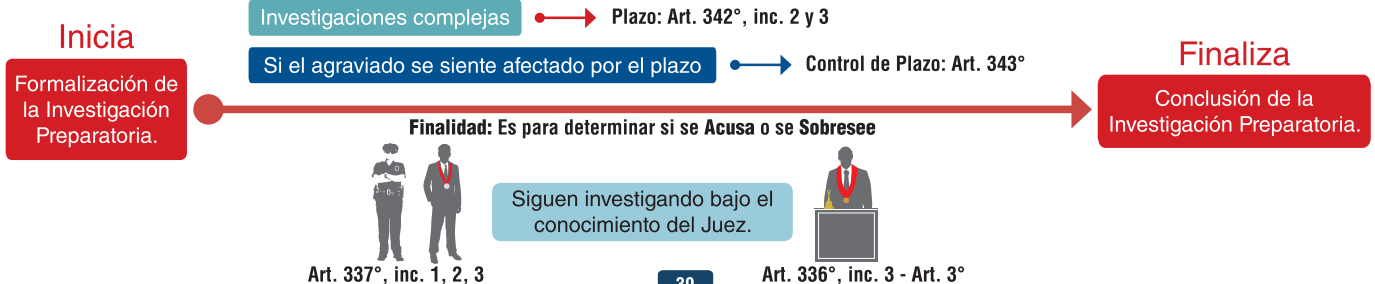 Investigaciones complejas
Plazo: Art. 342°, inc. 2 y 3
Inicia
Si el agraviado se siente afectado por el plazo
Control de Plazo: Art. 343°
Finaliza
Formalización de
la Investigación
Preparatoria.
Conclusión de la
Investigación Preparatoria.
Finalidad: Es para determinar si se Acusa o se Sobresee
Siguen investigando bajo el
conocimiento del Juez.
Art. 337°, inc. 1, 2, 3
Art. 336°, inc. 3 - Art. 3°